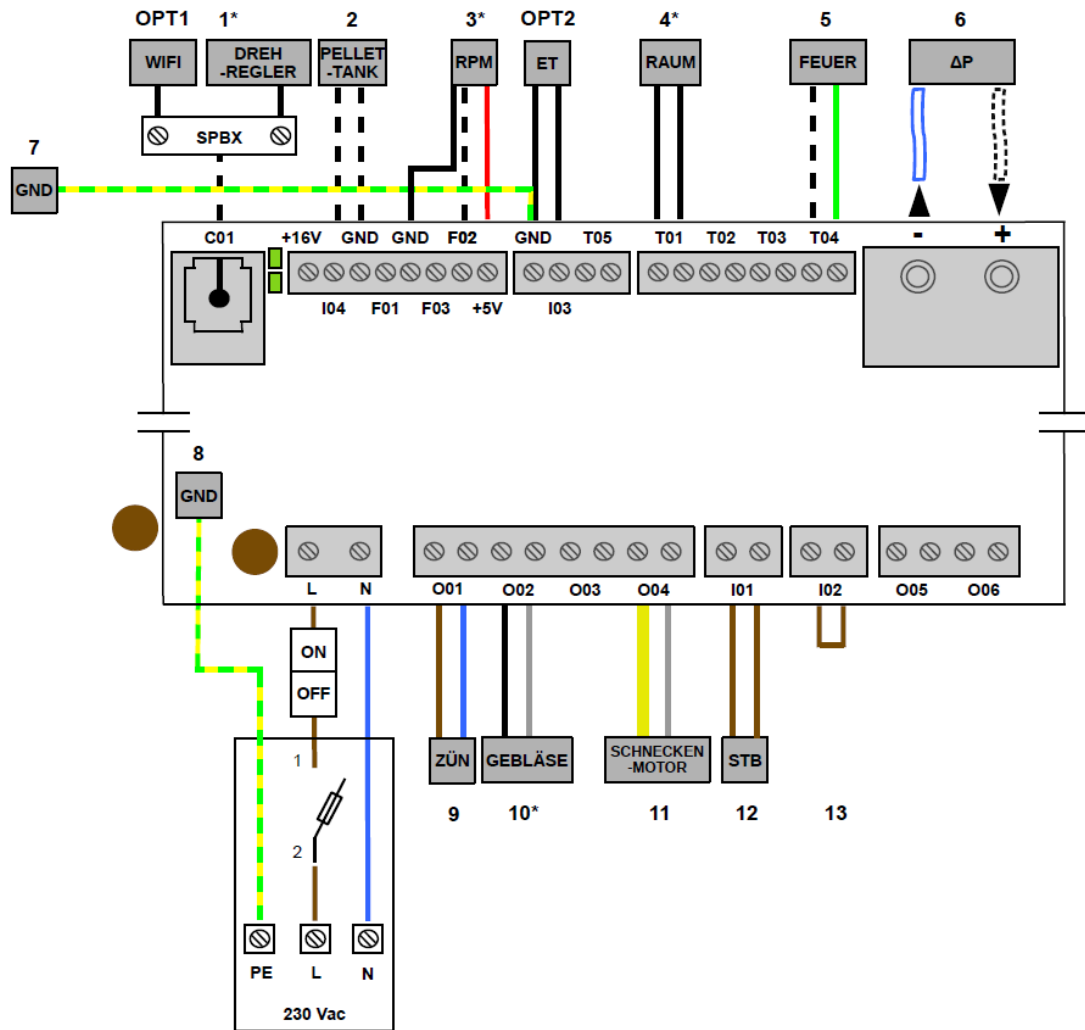 OPT1 1* 2 3* OPT2 4* 5 6
WIFI
DREH
-REGLER
PELLET
-TANK
RPM
ET
RAUM
FEUER
ΔP
SPBX
7
GND
C01 +16V GND GND F02 GND T05 T01 T02 T03 T04 - +
I04 F01 F03 +5V I03
8
GND
L N O01 O02 O03 O04 I01 I02 O05 O06
ON
OFF
1
2
ZÜN
GEBLÄSE
SCHNECKEN
-MOTOR
STB
9 10* 11 12 13
PE L N
230 Vac